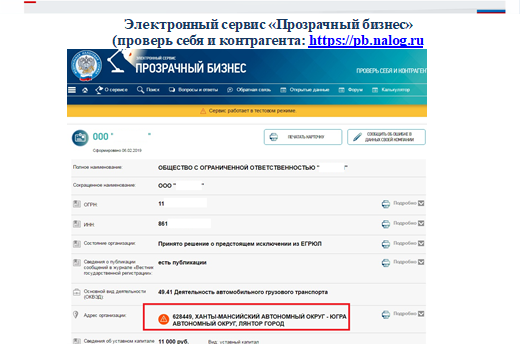 Электронный сервис «Прозрачный бизнес»
(проверь себя и контрагента: https://pb.nalog.ru
ЭЛЕКТРОННЫЙ СЕРВИС
ПРОЗРАЧНЫЙ БИЗНЕС
ПРОВЕРЬ СЕБЯ И КОНТРАГЕН
О сервисе Поиск Вопросы и ответы Обратная связь Открытые данные Форум Калькулятор
Сервис работает в тестовом режиме
ООО "
Сформировано 06.02.2019
ПЕЧАТАТЬ КАРТОЧКУ
СООБЩИТЬ ОБ ОШИБКЕ В
ДАННЫХ СВОЕЙ КОМПАНИИ
Полное наименование: ОБЩЕСТВО С ОГРАНИЧЕННОЙ ОТВЕТСТВЕННОСТЬЮ " "
Сокращенное наименование: ООО " "
ОГРН: 11 Подробно
ИНН: 861 Подробно
Состояние организации: Принято решение о предстоящем исключении из ЕГРЮЛ Подробно
Сведения о публикации
сообщений в журнале «Вестник
государственной регистрации»:
есть публикации
Основной вид деятельности
(ОКВЭД):
49.41 Деятельность автомобильного грузового транспорта
Адрес организации: 628449, ХАНТЫ-МАНСИЙСКИЙ АВТОНОМНЫЙ ОКРУГ - ЮГРА
АВТОНОМНЫЙ ОКРУГ, ЛЯНТОР ГОРОД
Подробно
Сведения об уставном капитале 11 000 руб. Вид: уставный капитал